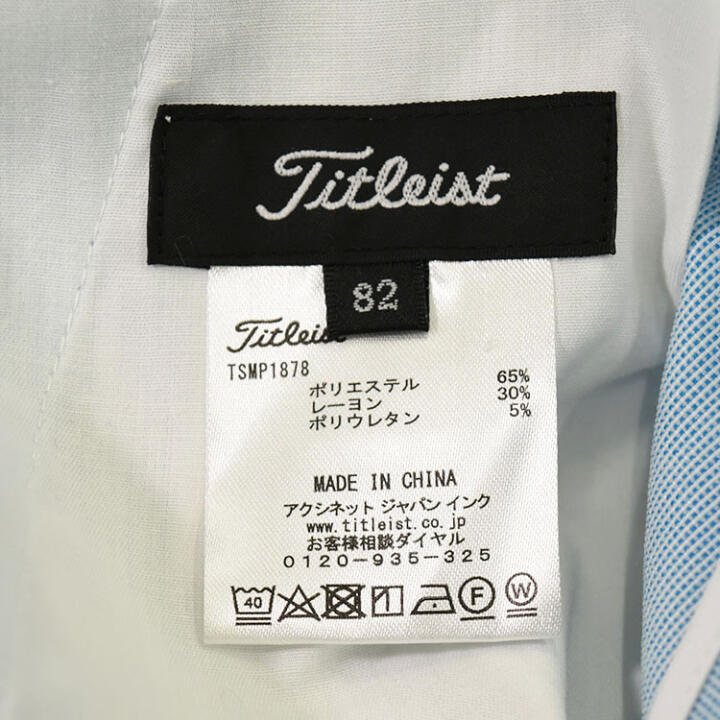 Titleist
82
Titleist
TSMP1878
ポリエステル 65%
レーヨン 30%
ポリウレタン 5%
MADE IN CHINA
アクシネット ジャパン インク
www.titleist.co.jp
お客様相談ダイヤル
0120-935-325
40 F W